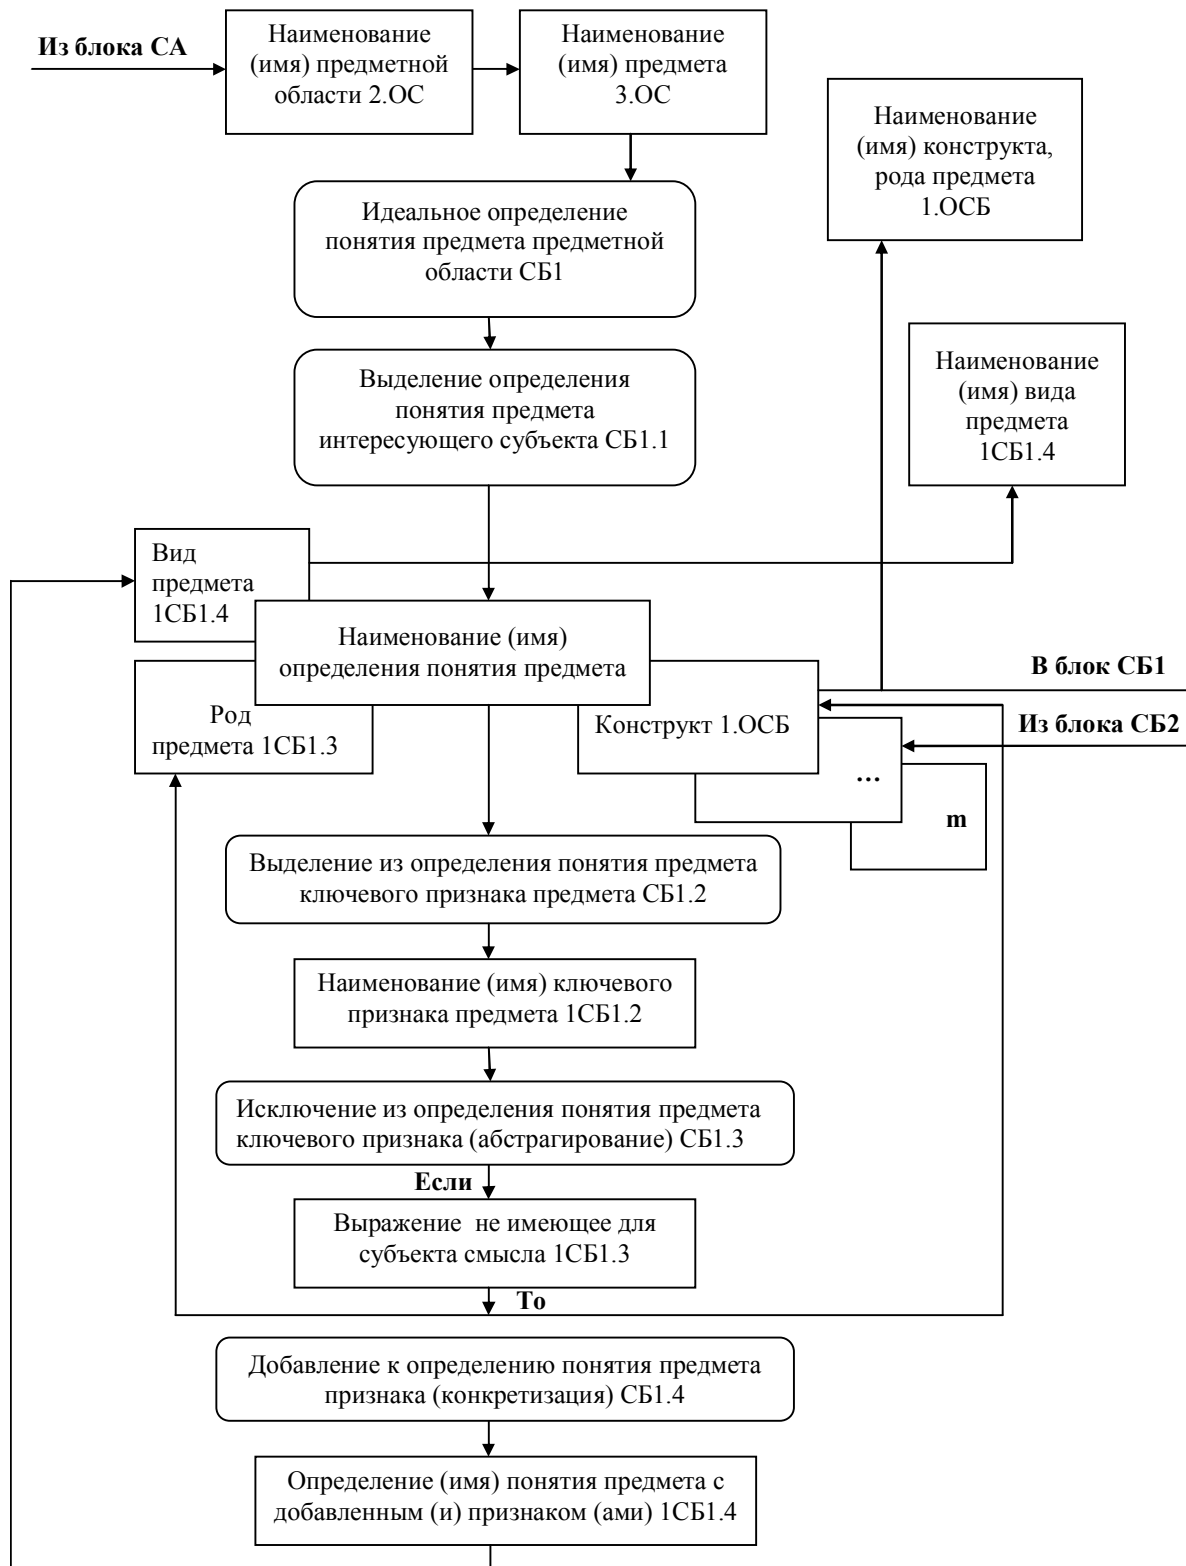 Из блока СА
Наименование
(имя) предметной
области 2.ОС
Наименование
(имя) предмета
3.ОС
Наименование
(имя) конструкта,
рода предмета
1.ОСБ
Идеальное определение
понятия предмета предметной
области СБ1
Наименование
(имя) вида
предмета
1СБ1.4
Выделение определения
понятия предмета
интересующего субъекта СБ1.1
Вид
предмета
1СБ1.4
Наименование (имя)
определения понятия предмета
В блок СБ1
Род
предмета 1СБ1.3
Конструкт 1.ОСБ
Из блока СБ2
...
m
Выделение из определения понятия предмета
ключевого признака предмета СБ1.2
Наименование (имя) ключевого
признака предмета 1СБ1.2
Исключение из определения понятия предмета
ключевого признака (абстрагирование) СБ1.3
Если
Выражение не имеющее для
субъекта смысла 1СБ1.3
То
Добавление к определению понятия предмета
признака (конкретизация) СБ1.4
Определение (имя) понятия предмета с
добавленным (и) признаком (ами) 1СБ1.4